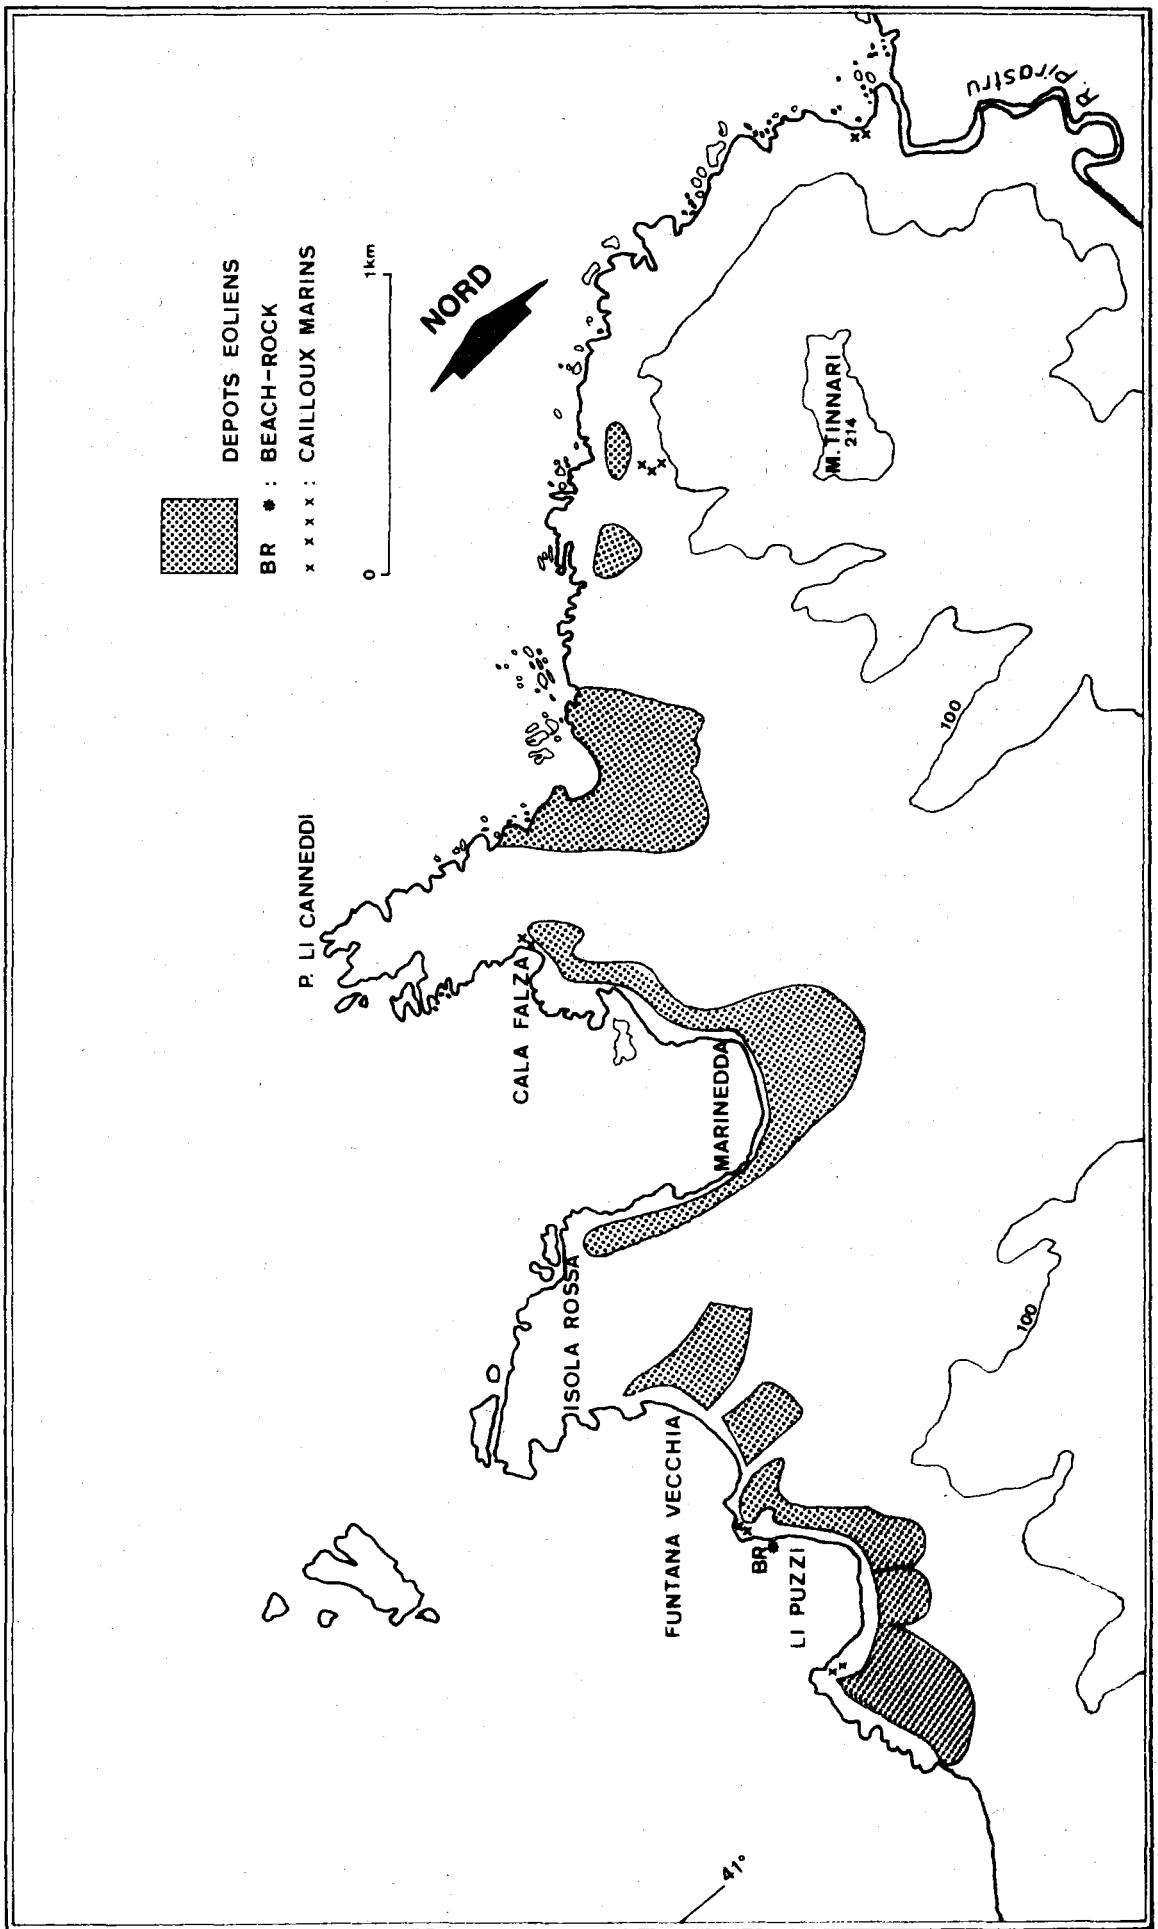 DEPOTS EOLIENS
BR * : BEACH-ROCK
x x x x : CAILLOUX MARINS
0 1km
NORD
P. LI CANNEDDI
CALA FALZA
MARINEDDA
ISOLA ROSSA
FUNTANA VECCHIA
BR
LI PUZZI
M. TINNARI
214
R. Pirastru
100
100
41°